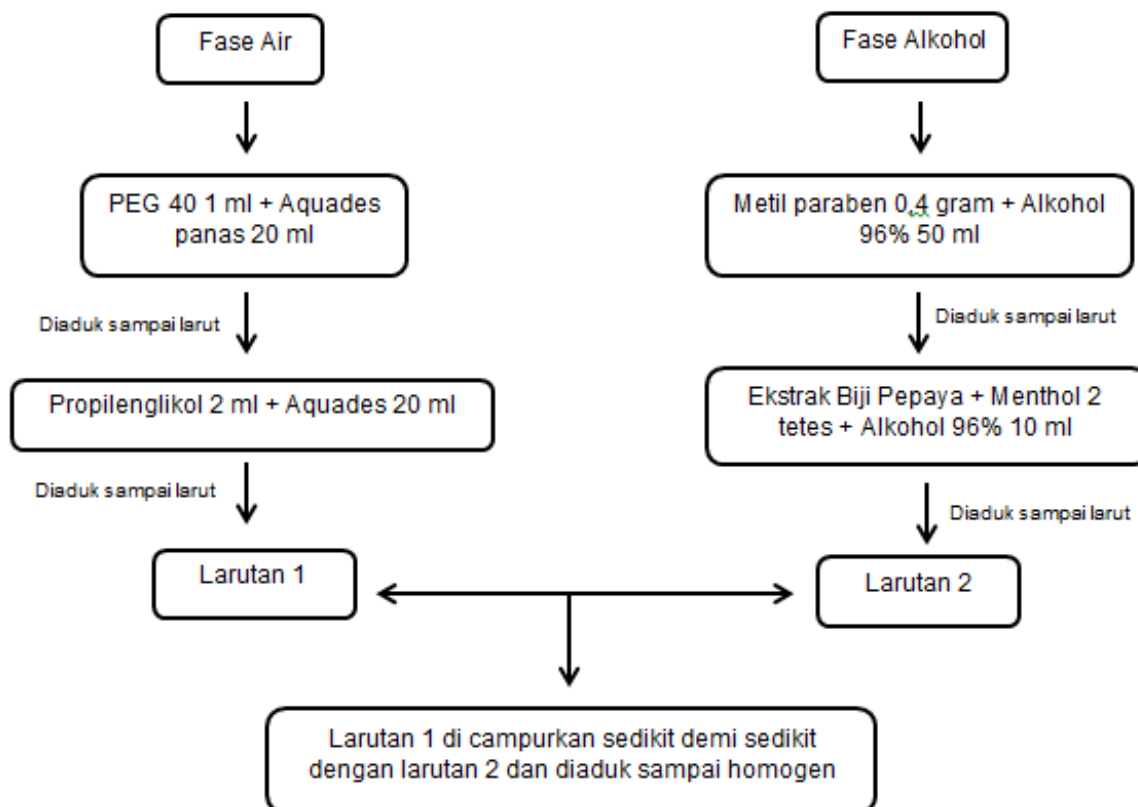 Fase Air
Fase Alkohol
PEG 40 1 ml + Aquades
panas 20 ml
Metil paraben 0,4 gram + Alkohol
96% 50 ml
Diaduk sampai larut
Diaduk sampai larut
Propilenglikol 2 ml + Aquades 20 ml
Ekstrak Biji Pepaya + Menthol 2
tetes + Alkohol 96% 10 ml
Diaduk sampai larut
Diaduk sampai larut
Larutan 1
Larutan 2
Larutan 1 di campurkan sedikit demi sedikit
dengan larutan 2 dan diaduk sampai homogen